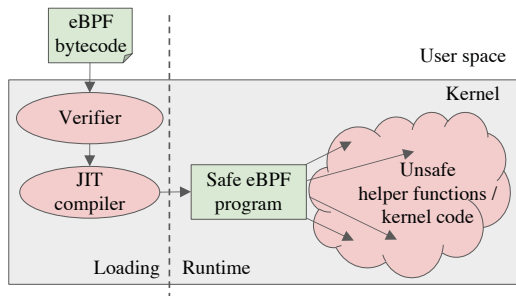 eBPF
bytecode
User space
Kernel
Verifier
JIT
compiler
Safe eBPF
program
Unsafe
helper functions /
kernel code
Loading
Runtime